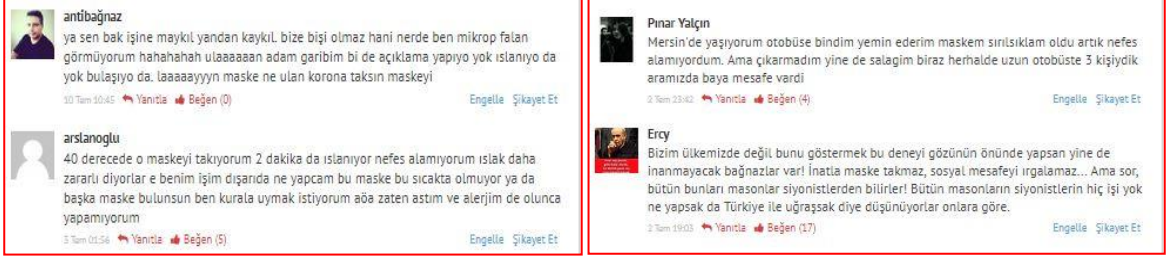 antibağnaz
ya sen bak işine maykıl yandan kaykıl. bize bişi olmaz hani nerde ben mikrop falan
görmüyorum hahahahah ulaaaaaan adam garibim bi de açıklama yapıyo yok ıslanıyo da
yok bulaşıyo da. laaaaayyyn maske ne ulan korona taksın maskeyi
10 Tem 10:45 Yanıtla Beğen (0) Engelle Şikayet Et
arslanoglu
40 derecede o maskeyi takıyorum 2 dakika da ıslanıyor nefes alamıyorum ıslak daha
zararlı diyorlar e benim işim dışarıda ne yapcam bu maske bu sıcakta olmuyor ya da
başka maske bulunsun ben kurala uymak istiyorum aöa zaten astım ve alerjim de olunca
yapamıyorum
3 Tem 01:56 Yanıtla Beğen (5) Engelle Şikayet Et
Pınar Yalçın
Mersin'de yaşıyorum otobüse bindim yemin ederim maskem sırılsıklam oldu artık nefes
alamıyordum. Ama çıkarmadım yine de salagim biraz herhalde uzun otobüste 3 kişiydik
aramızda baya mesafe vardi
2 Tem 23:42 Yanıtla Beğen (4) Engelle Şikayet Et
Ercy
Bizim ülkemizde değil bunu göstermek bu deneyi gözünün önünde yapsan yine de
inanmayacak bağnazlar var! İnatla maske takmaz, sosyal mesafeyi ırgalamaz... Ama sor,
bütün bunları masonlar siyonistlerden bilirler! Bütün masonların siyonistlerin hiç işi yok
ne yapsak da Türkiye ile uğraşsak diye düşünüyorlar onlara göre.
2 Tem 19:03 Yanıtla Beğen (17) Engelle Şikayet Et